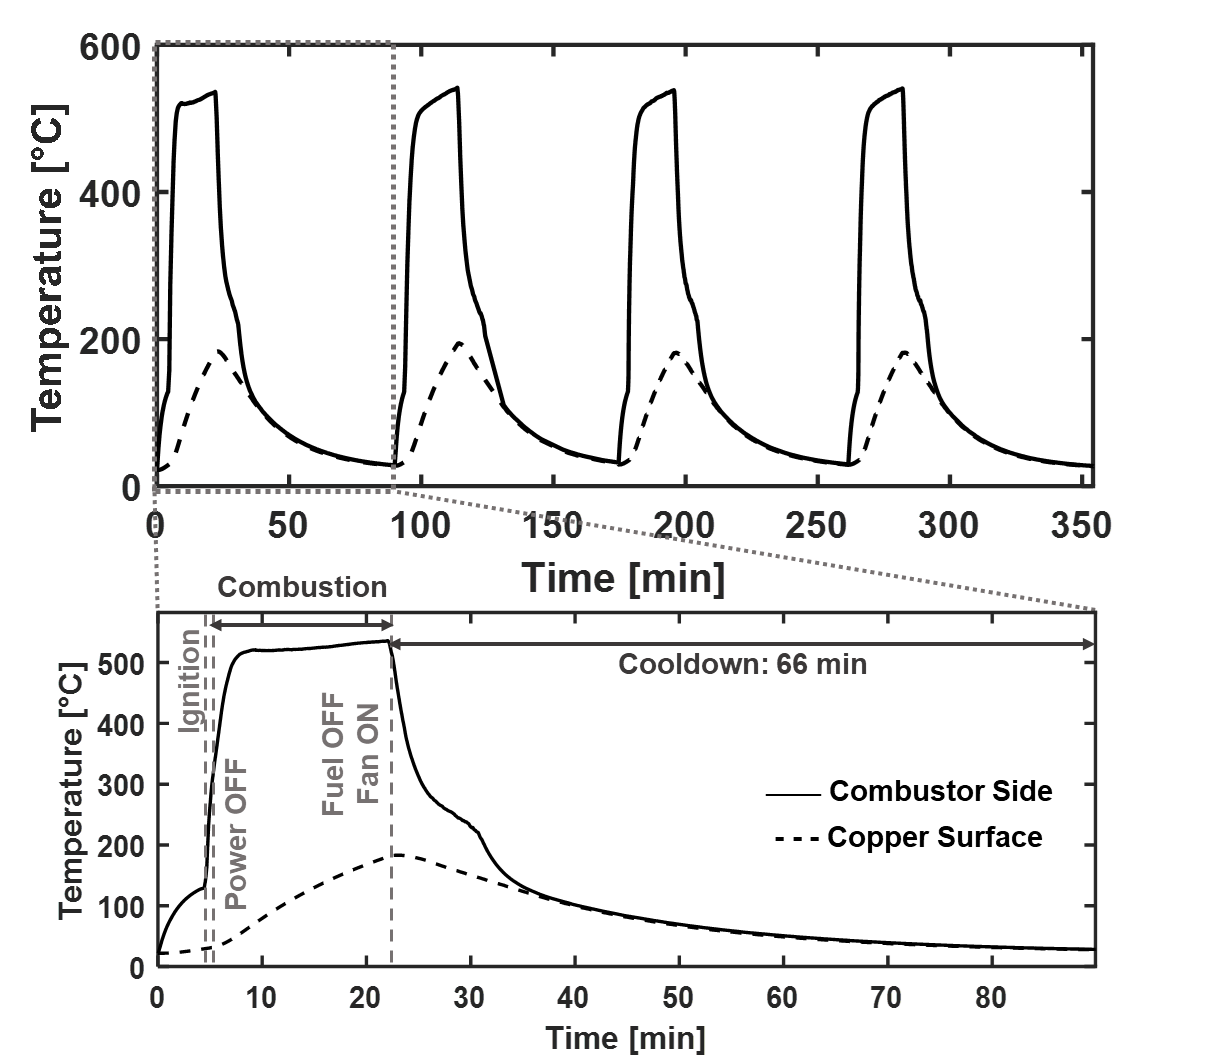 Temperature [°C]
600
400
200
0
0 50 100 150 200 250 300 350
Time [min]
Combustion
Ignition
Power OFF
Fuel OFF
Fan ON
Cooldown: 66 min
Combustor Side
Copper Surface
Temperature [°C]
500
400
300
200
100
0
0 10 20 30 40 50 60 70 80
Time [min]